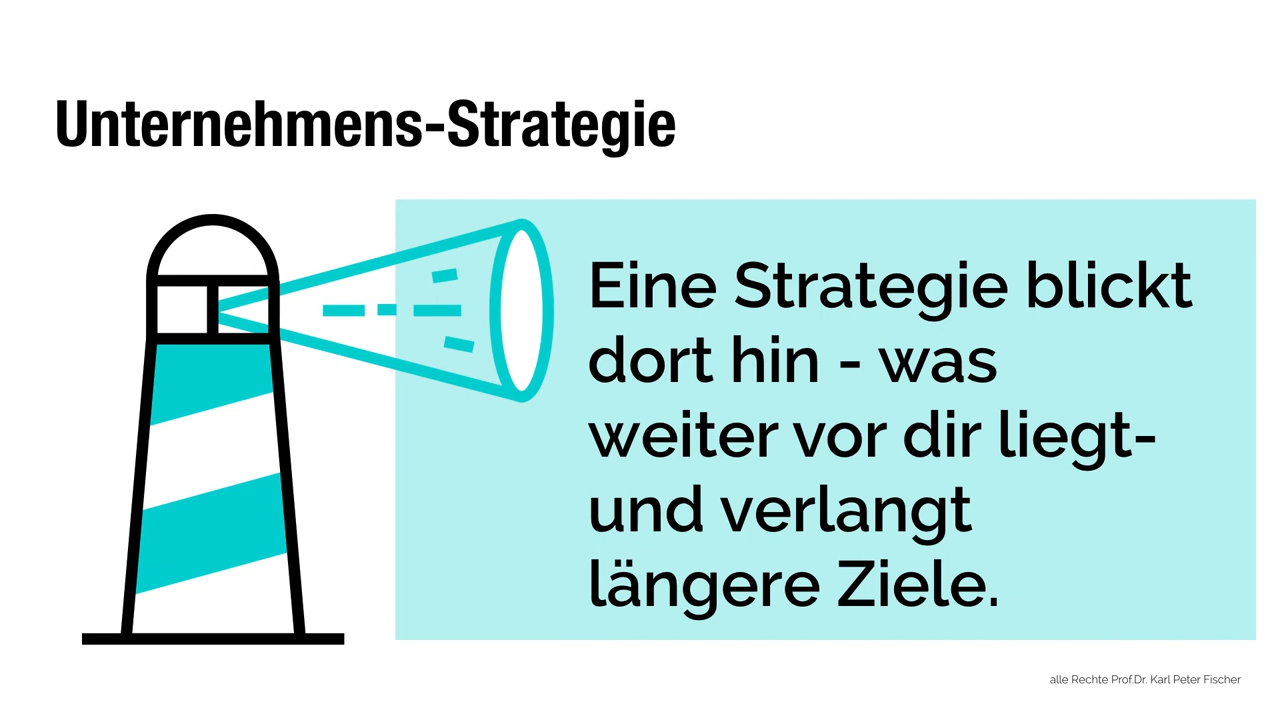 Unternehmens-Strategie
Eine Strategie blickt
dort hin - was
weiter vor dir liegt-
und verlangt
längere Ziele.
alle Rechte Prof.Dr. Karl Peter Fischer